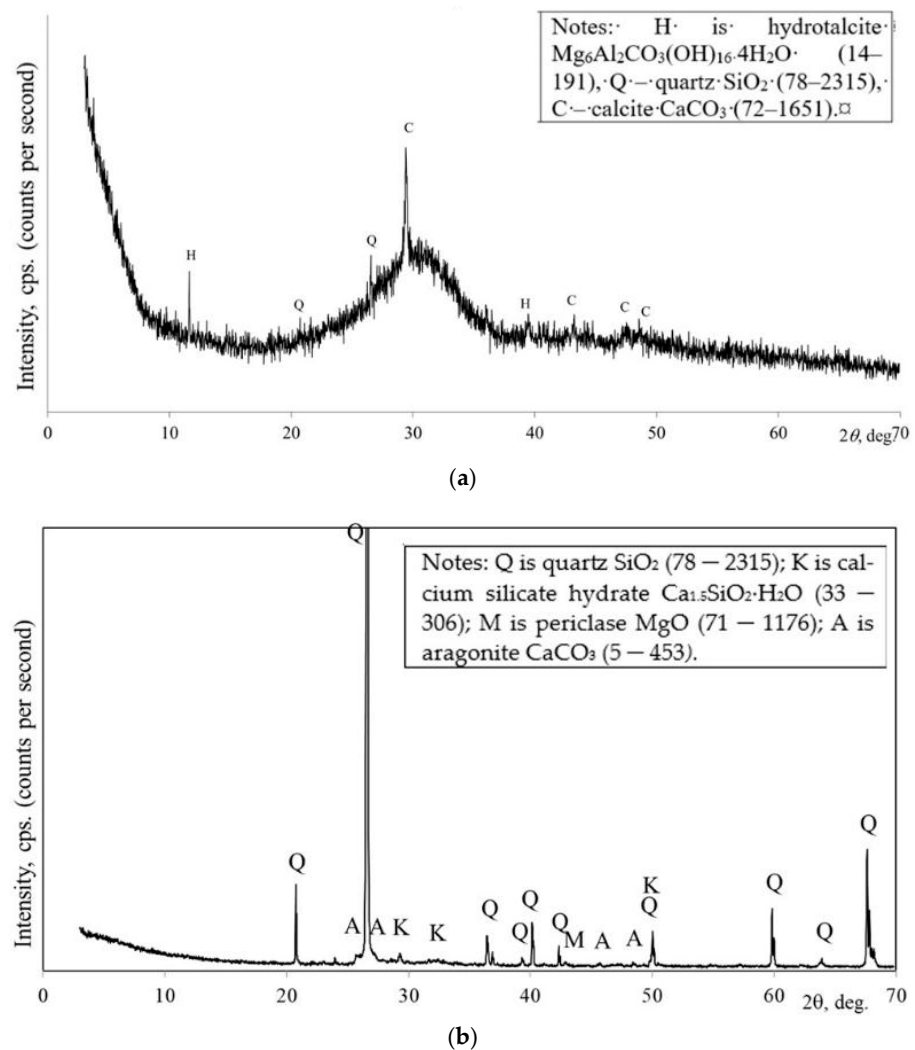 Notes:· H· is· hydrotalcite·
Mg₆Al₂CO₃(OH)₁₆·4H₂O· (14–
191),·Q·–·quartz·SiO₂·(78–2315),·
C·–·calcite·CaCO₃·(72–1651).¤
Intensity, cps. (counts per second)
C
Q
H
Q
H
C
C
C
0 10 20 30 40 50 60 70
2θ, deg
(a)
Q
Notes: Q is quartz SiO₂ (78 — 2315); K is cal-
cium silicate hydrate Ca₁.₅SiO₂·H₂O (33 —
306); M is periclase MgO (71 — 1176); A is
aragonite CaCO₃ (5 — 453).
Intensity, cps. (counts per second)
Q
A
A
K
K
Q
Q
Q
Q
M
A
A
K
Q
Q
Q
Q
0 10 20 30 40 50 60 70
2θ, deg.
(b)